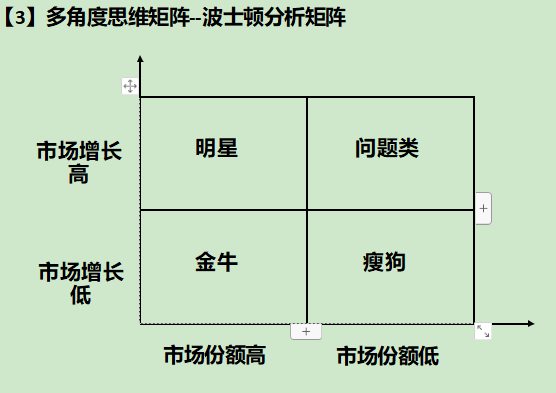 【3】多角度思维矩阵--波士顿分析矩阵
市场增长
高
明星
问题类
市场增长
低
金牛
瘦狗
市场份额高
市场份额低